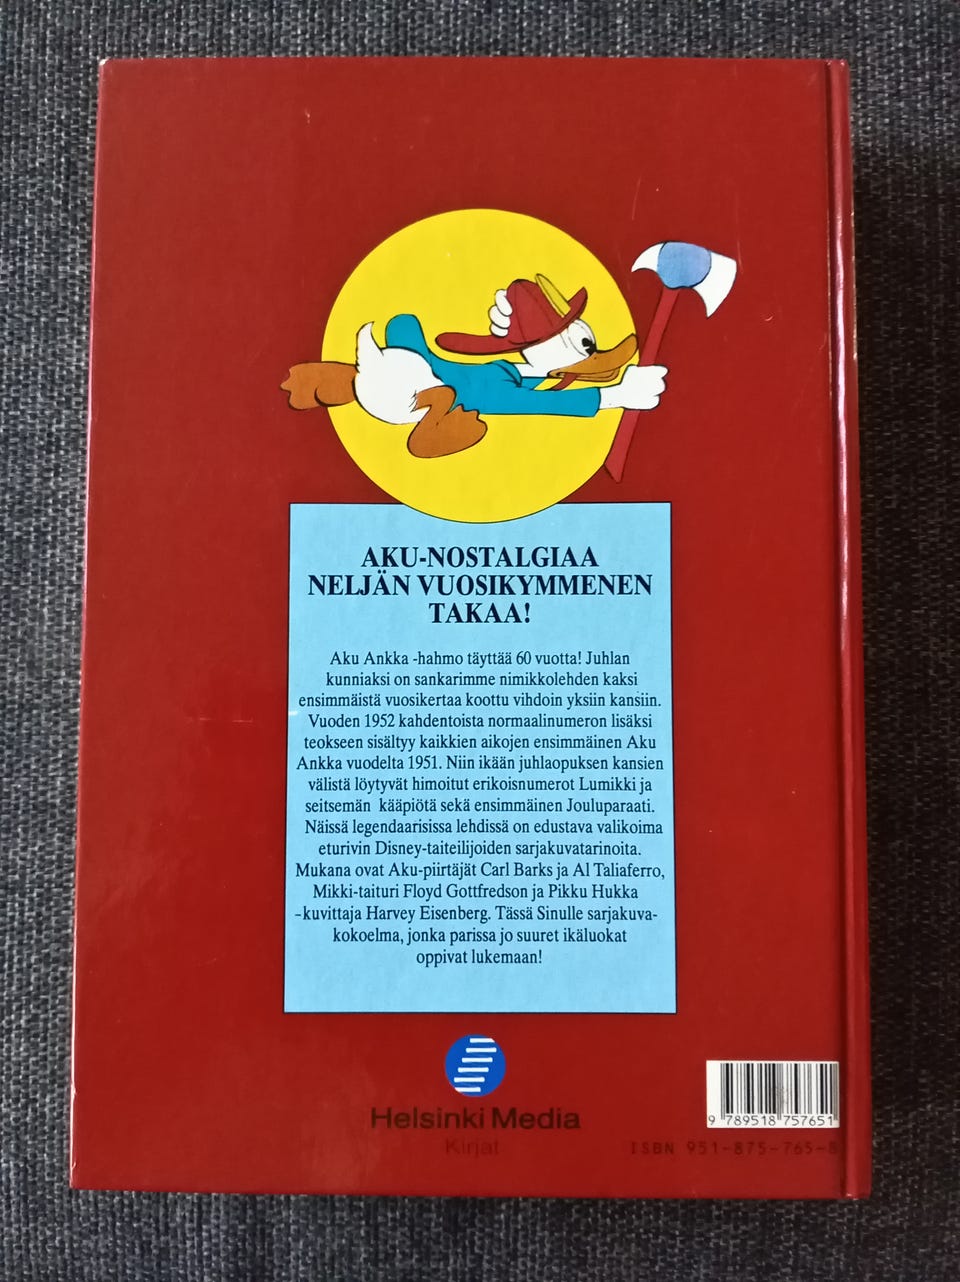 AKU-NOSTALGIAA
NELJÄN VUOSIKYMMENEN
TAKAA!
Aku Ankka -hahmo täyttää 60 vuotta! Juhlan
kunniaksi on sankarimme nimikkolehden kaksi
ensimmäistä vuosikertaa koottu vihdoin yksiin kansiin.
Vuoden 1952 kahdentoista normaalinumeron lisäksi
teokseen sisältyy kaikkien aikojen ensimmäinen Aku
Ankka vuodelta 1951. Niin ikään juhlaopuksen kansien
välistä löytyvät himoitut erikoisnumerot Lumikki ja
seitsemän kääpiötä sekä ensimmäinen Jouluparaati.
Näissä legendaarisissa lehdissä on edustava valikoima
eturivin Disney-taiteilijoiden sarjakuvatarinoita.
Mukana ovat Aku-piirtäjät Carl Barks ja Al Taliaferro,
Mikki-taituri Floyd Gottfredson ja Pikku Hukka
-kuvittaja Harvey Eisenberg. Tässä Sinulle sarjakuva-
kokoelma, jonka parissa jo suuret ikäluokat
oppivat lukemaan!
Helsinki Media
Kirjat
9 789518 757651
ISBN 951-875-765-8